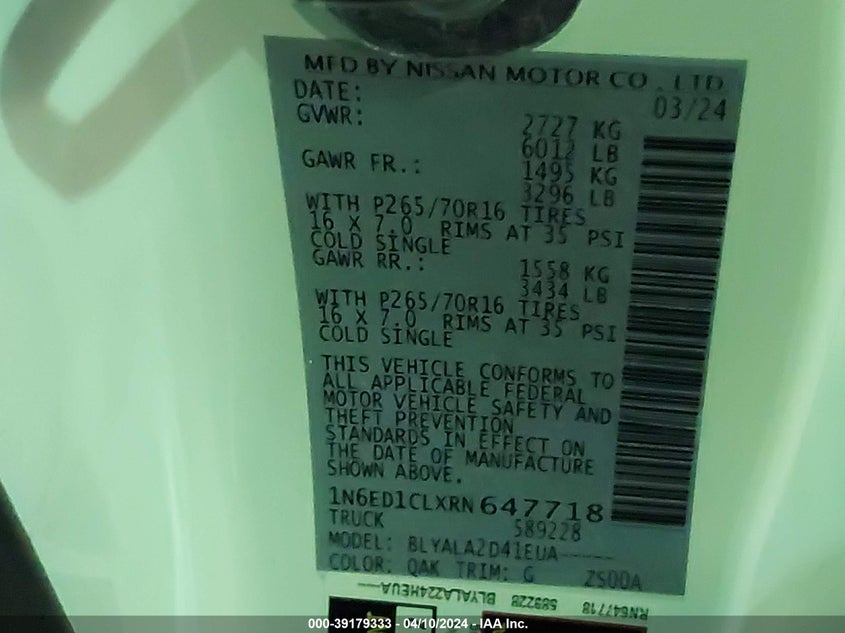 MFD BY NISSAN MOTOR CO., LTD
DATE: 03/24
GVWR: 2727 KG
6012 LB
GAWR FR.: 1495 KG
3296 LB
WITH P265/70R16 TIRES
16 X 7.0 RIMS AT 35 PSI
COLD SINGLE
GAWR RR.: 1558 KG
3434 LB
WITH P265/70R16 TIRES
16 X 7.0 RIMS AT 35 PSI
COLD SINGLE
THIS VEHICLE CONFORMS TO
ALL APPLICABLE FEDERAL
MOTOR VEHICLE SAFETY AND
THEFT PREVENTION
STANDARDS IN EFFECT ON
THE DATE OF MANUFACTURE
SHOWN ABOVE.
1N6ED1CLXRN647718
TRUCK 589228
MODEL: BLYALA2D41EUA-----
COLOR: QAK TRIM: G 2S00A
RN647718 589228 BLYALA2Z4HEUA---
000-39179333 - 04/10/2024 - IAA Inc.